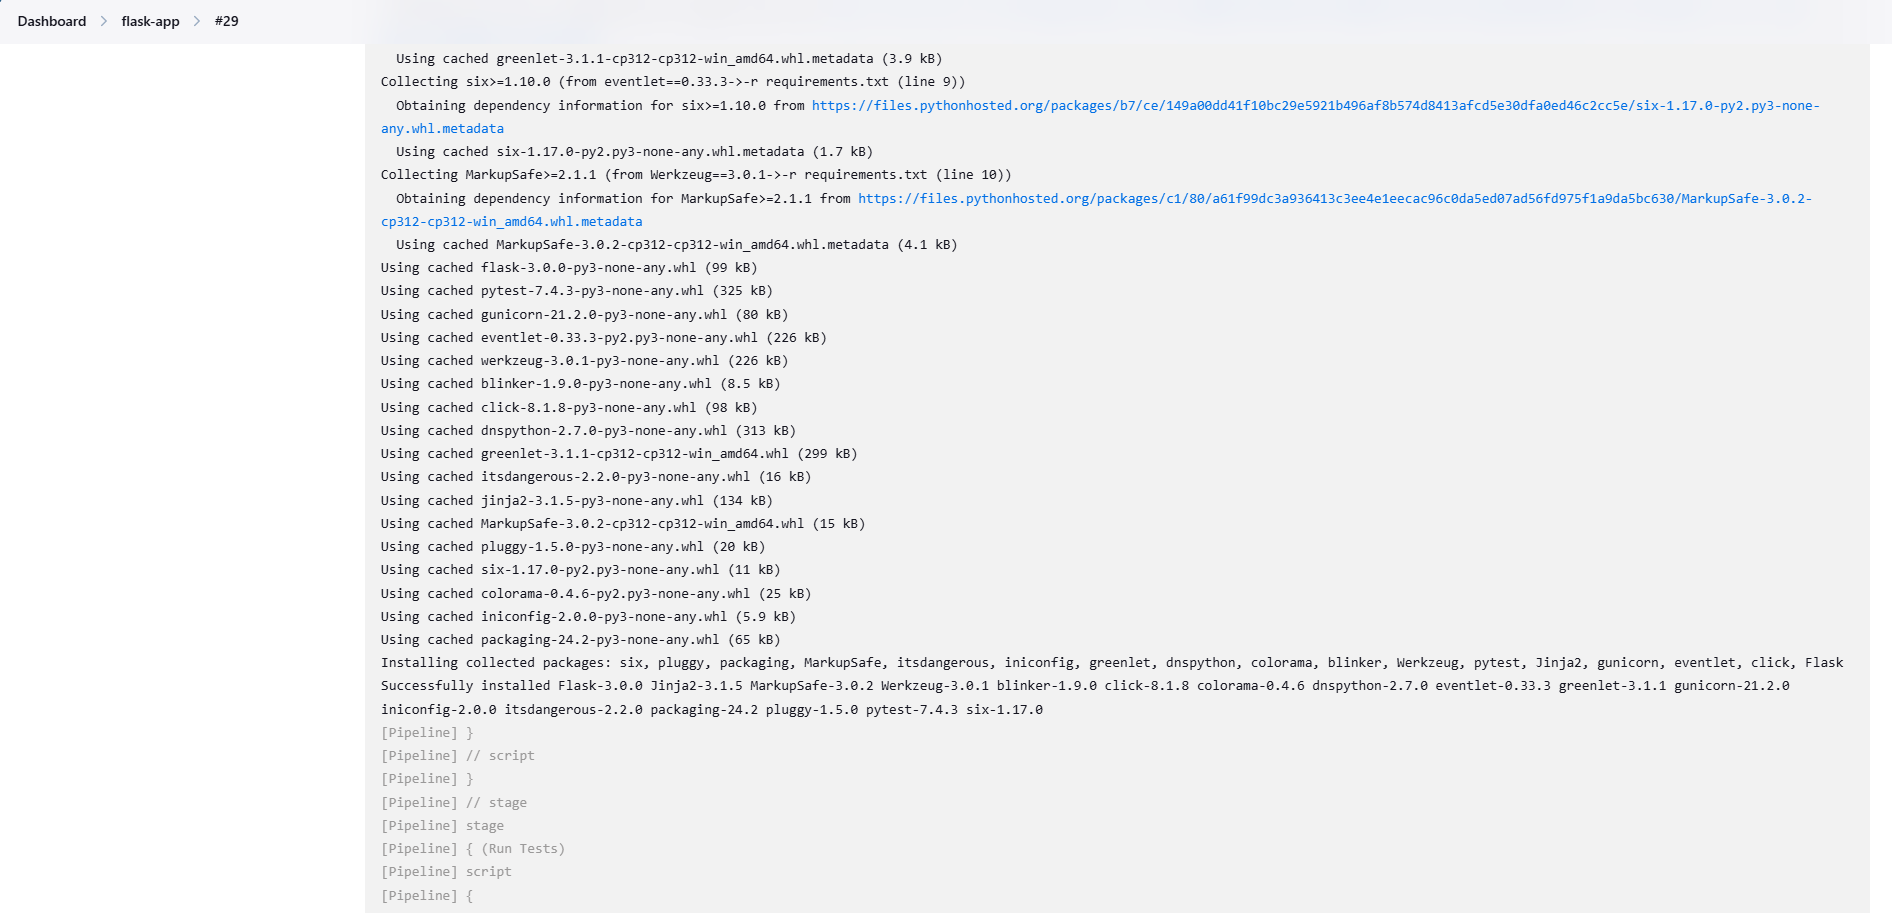 Dashboard > flask-app > #29
Using cached greenlet-3.1.1-cp312-cp312-win_amd64.whl.metadata (3.9 kB)
Collecting six>=1.10.0 (from eventlet==0.33.3->-r requirements.txt (line 9))
Obtaining dependency information for six>=1.10.0 from https://files.pythonhosted.org/packages/b7/ce/149a00dd41f10bc29e5921b496af8b574d8413afcd5e30dfa0ed46c2cc5e/six-1.17.0-py2.py3-none-
any.whl.metadata
Using cached six-1.17.0-py2.py3-none-any.whl.metadata (1.7 kB)
Collecting MarkupSafe>=2.1.1 (from Werkzeug==3.0.1->-r requirements.txt (line 10))
Obtaining dependency information for MarkupSafe>=2.1.1 from https://files.pythonhosted.org/packages/c1/80/a61f99dc3a936413c3ee4e1eecac96c0da5ed07ad56fd975f1a9da5bc630/MarkupSafe-3.0.2-
cp312-cp312-win_amd64.whl.metadata
Using cached MarkupSafe-3.0.2-cp312-cp312-win_amd64.whl.metadata (4.1 kB)
Using cached flask-3.0.0-py3-none-any.whl (99 kB)
Using cached pytest-7.4.3-py3-none-any.whl (325 kB)
Using cached gunicorn-21.2.0-py3-none-any.whl (80 kB)
Using cached eventlet-0.33.3-py2.py3-none-any.whl (226 kB)
Using cached werkzeug-3.0.1-py3-none-any.whl (226 kB)
Using cached blinker-1.9.0-py3-none-any.whl (8.5 kB)
Using cached click-8.1.8-py3-none-any.whl (98 kB)
Using cached dnspython-2.7.0-py3-none-any.whl (313 kB)
Using cached greenlet-3.1.1-cp312-cp312-win_amd64.whl (299 kB)
Using cached itsdangerous-2.2.0-py3-none-any.whl (16 kB)
Using cached jinja2-3.1.5-py3-none-any.whl (134 kB)
Using cached MarkupSafe-3.0.2-cp312-cp312-win_amd64.whl (15 kB)
Using cached pluggy-1.5.0-py3-none-any.whl (20 kB)
Using cached six-1.17.0-py2.py3-none-any.whl (11 kB)
Using cached colorama-0.4.6-py2.py3-none-any.whl (25 kB)
Using cached iniconfig-2.0.0-py3-none-any.whl (5.9 kB)
Using cached packaging-24.2-py3-none-any.whl (65 kB)
Installing collected packages: six, pluggy, packaging, MarkupSafe, itsdangerous, iniconfig, greenlet, dnspython, colorama, blinker, Werkzeug, pytest, Jinja2, gunicorn, eventlet, click, Flask
Successfully installed Flask-3.0.0 Jinja2-3.1.5 MarkupSafe-3.0.2 Werkzeug-3.0.1 blinker-1.9.0 click-8.1.8 colorama-0.4.6 dnspython-2.7.0 eventlet-0.33.3 greenlet-3.1.1 gunicorn-21.2.0
iniconfig-2.0.0 itsdangerous-2.2.0 packaging-24.2 pluggy-1.5.0 pytest-7.4.3 six-1.17.0
[Pipeline] }
[Pipeline] // script
[Pipeline] }
[Pipeline] // stage
[Pipeline] stage
[Pipeline] { (Run Tests)
[Pipeline] script
[Pipeline] {